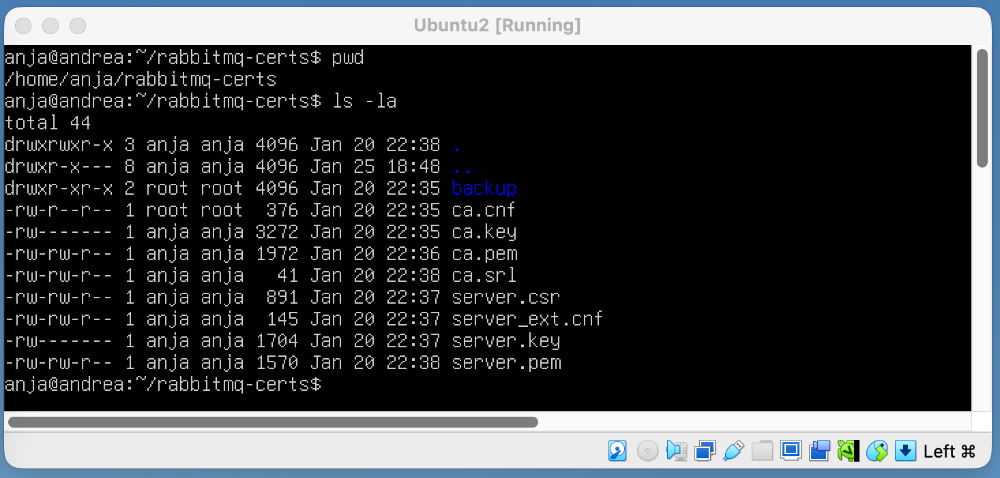 Ubuntu2 [Running]
anja@andrea:~/rabbitmq-certs$ pwd
/home/anja/rabbitmq-certs
anja@andrea:~/rabbitmq-certs$ ls -la
total 44
drwxrwxr-x 3 anja anja 4096 Jan 20 22:38 .
drwxr-x--- 8 anja anja 4096 Jan 25 18:48 ..
drwxr-xr-x 2 root root 4096 Jan 20 22:35 backup
-rw-r--r-- 1 root root  376 Jan 20 22:35 ca.cnf
-rw------- 1 anja anja 3272 Jan 20 22:35 ca.key
-rw-rw-r-- 1 anja anja 1972 Jan 20 22:36 ca.pem
-rw-rw-r-- 1 anja anja   41 Jan 20 22:38 ca.srl
-rw-rw-r-- 1 anja anja  891 Jan 20 22:37 server.csr
-rw-rw-r-- 1 anja anja  145 Jan 20 22:37 server_ext.cnf
-rw------- 1 anja anja 1704 Jan 20 22:37 server.key
-rw-rw-r-- 1 anja anja 1570 Jan 20 22:38 server.pem
anja@andrea:~/rabbitmq-certs$
Left ⌘